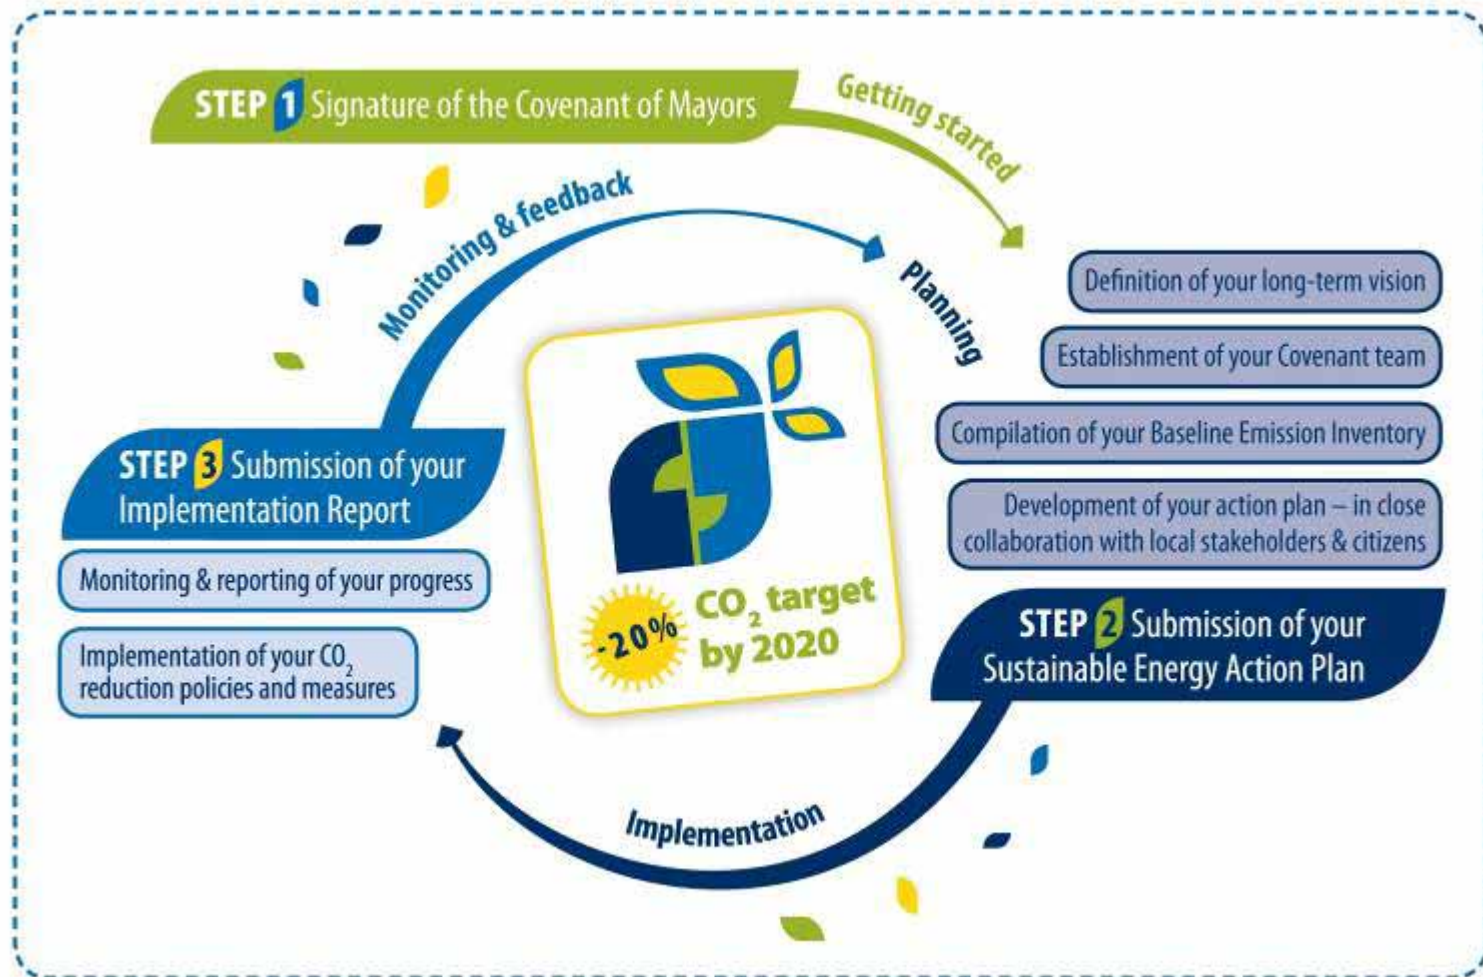 STEP 1 Signature of the Covenant of Mayors
Getting started
Monitoring & feedback
Planning
Definition of your long-term vision
Establishment of your Covenant team
Compilation of your Baseline Emission Inventory
Development of your action plan – in close
collaboration with local stakeholders & citizens
STEP 2 Submission of your
Sustainable Energy Action Plan
Implementation
STEP 3 Submission of your
Implementation Report
Monitoring & reporting of your progress
Implementation of your CO₂
reduction policies and measures
-20%
CO₂ target
by 2020